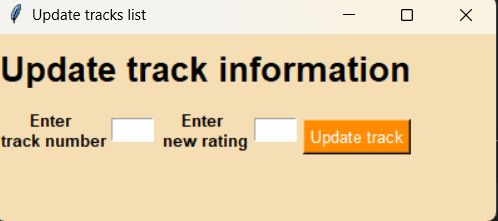 Update tracks list
Update track information
Enter
track number
Enter
new rating
Update track